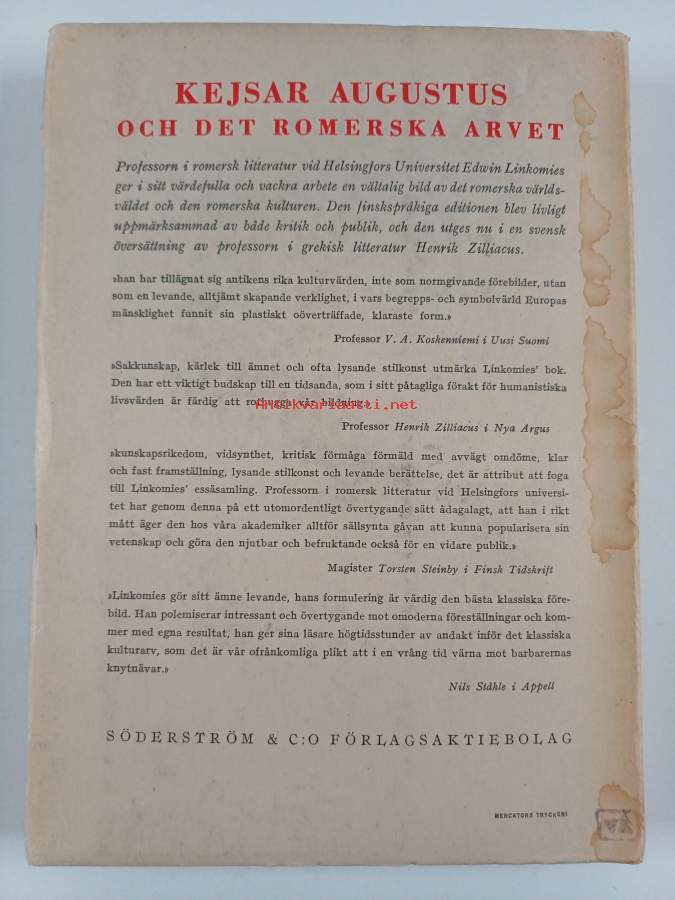 KEJSAR AUGUSTUS
OCH DET ROMERSKA ARVET
Professorn i romersk litteratur vid Helsingfors Universitet Edwin Linkomies
ger i sitt värdefulla och vackra arbete en vältalig bild av det romerska världs-
väldet och den romerska kulturen. Den finskspråkiga editionen blev livligt
uppmärksammad av både kritik och publik, och den utges nu i en svensk
översättning av professorn i grekisk litteratur Henrik Zilliacus.
»han har tillägnat sig antikens rika kulturvärden, inte som normgivande förebilder, utan
som en levande, alltjämt skapande verklighet, i vars begrepps- och symbolvärld Europas
mänsklighet funnit sin plastiskt oöverträffade, klaraste form.»
Professor V. A. Koskenniemi i Uusi Suomi
»Sakkunskap, kärlek till ämnet och ofta lysande stilkonst utmärka Linkomies' bok.
Den har ett viktigt budskap till en tidsanda, som i sitt påtagliga förakt för humanistiska
livsvärden är färdig att rothugga vår bildning.»
Antikvariaatti.net
Professor Henrik Zilliacus i Nya Argus
»kunskapsrikedom, vidsynthet, kritisk förmåga förmäld med avvägt omdöme, klar
och fast framställning, lysande stilkonst och levande berättelse, det är attribut att foga
till Linkomies' essäsamling. Professorn i romersk litteratur vid Helsingfors universi-
tet har genom denna på ett utomordentligt övertygande sätt ådagalagt, att han i rikt
mått äger den hos våra akademiker alltför sällsynta gåvan att kunna popularisera sin
vetenskap och göra den njutbar och befruktande också för en vidare publik.»
Magister Torsten Steinby i Finsk Tidskrift
»Linkomies gör sitt ämne levande, hans formulering är värdig den bästa klassiska före-
bild. Han polemiserar intressant och övertygande mot omoderna föreställningar och kom-
mer med egna resultat, han ger sina läsare högtidsstunder av andakt inför det klassiska
kulturarv, som det är vår ofrånkomliga plikt att i en vrång tid värna mot barbarernas
knytnävar.»
Nils Ståhle i Appell
SÖDERSTRÖM & C:O FÖRLAGSAKTIEBOLAG
MERCATORS TRYCKERI